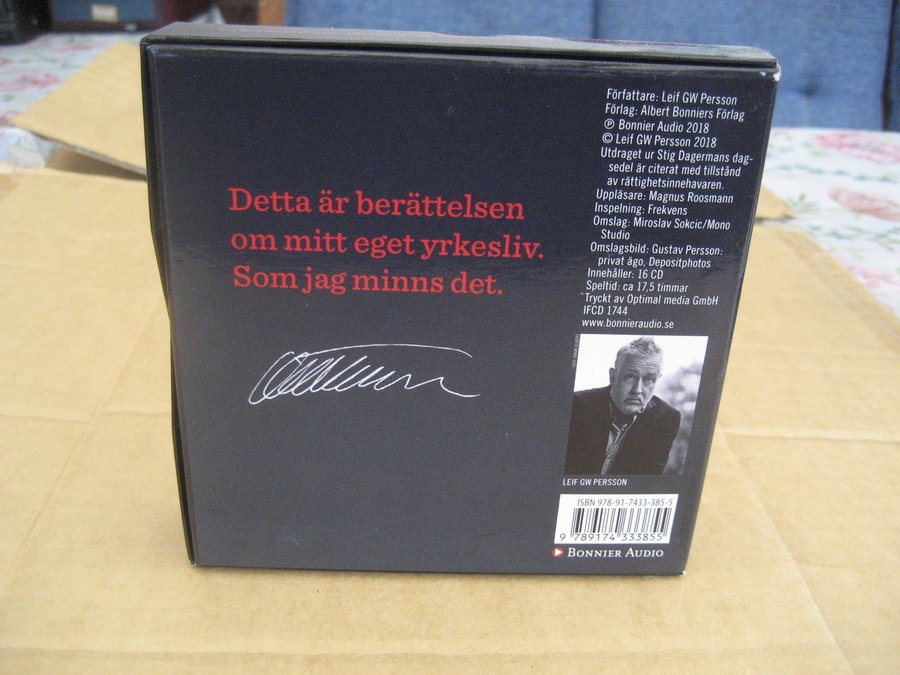 Detta är berättelsen
om mitt eget yrkesliv.
Som jag minns det.
Författare: Leif GW Persson
Förlag: Albert Bonniers Förlag
℗ Bonnier Audio 2018
© Leif GW Persson 2018
Utdraget ur Stig Dagermans dag-
sedel är citerat med tillstånd
av rättighetsinnehavaren.
Uppläsare: Magnus Roosmann
Inspelning: Frekvens
Omslag: Miroslav Sokcic/Mono
Studio
Omslagsbild: Gustav Persson:
privat ägo, Depositphotos
Innehåller: 16 CD
Speltid: ca 17,5 timmar
Tryckt av Optimal media GmbH
IFCD 1744
www.bonnieraudio.se
LEIF GW PERSSON
ISBN 978-91-7433-385-5
9 789174 333855
BONNIER AUDIO